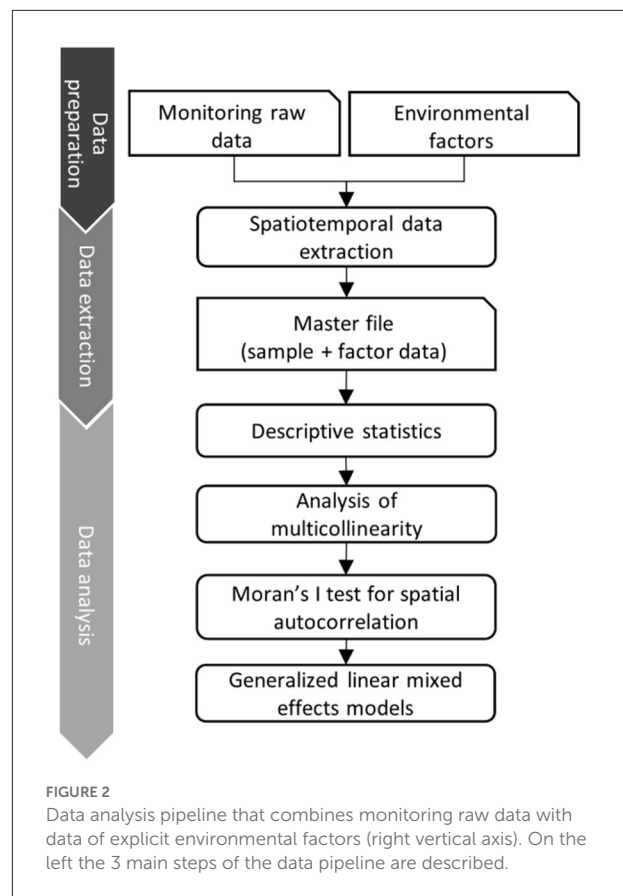 Data
preparation
Monitoring raw
data
Environmental
factors
Spatiotemporal data
extraction
Data extraction
Master file
(sample + factor data)
Descriptive statistics
Data analysis
Analysis of
multicollinearity
Moran's I test for spatial
autocorrelation
Generalized linear mixed
effects models
FIGURE 2
Data analysis pipeline that combines monitoring raw data with
data of explicit environmental factors (right vertical axis). On the
left the 3 main steps of the data pipeline are described.